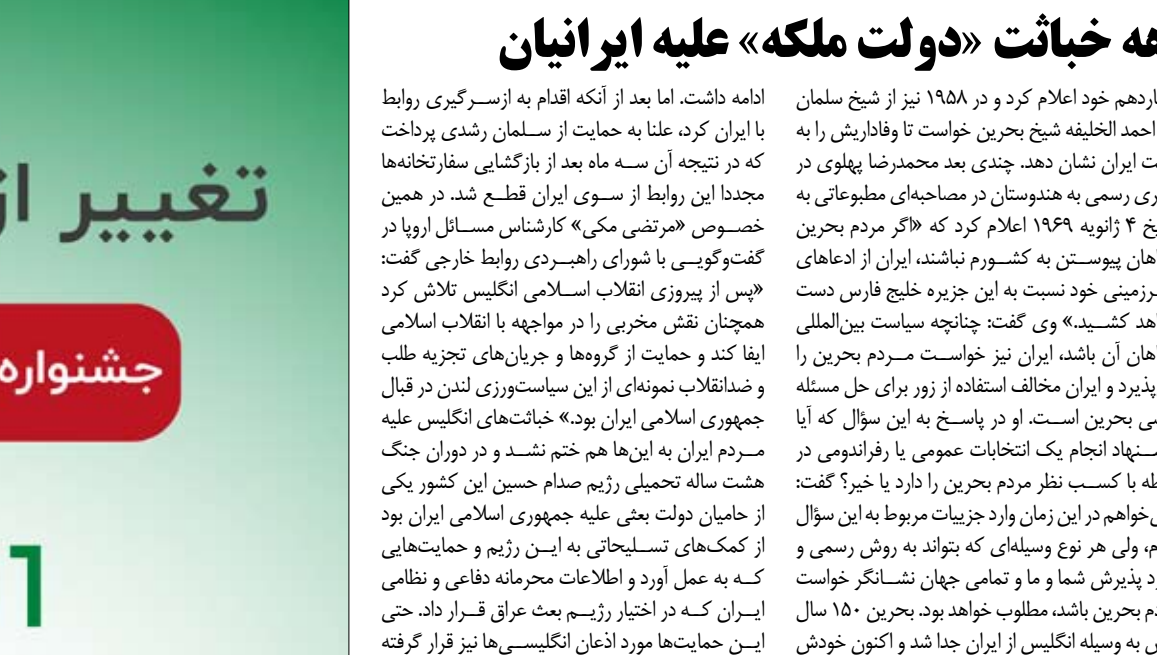 خباثت «دولت ملکه» علیه ایرانیان
خود اعلام کرد و در ۱۹۵۸ نیز از شیخ سلمان
احمد الخلیفه شیخ بحرین خواست تا وفاداریش را به
ایران نشان دهد. چندی بعد محمدرضا پهلوی در
رسمی به هندوستان در مصاحبه‌ای مطبوعاتی به
۴ ژانویه ۱۹۶۹ اعلام کرد که «اگر مردم بحرین
پیوستن به کشورم نباشند، ایران از ادعاهای
خود نسبت به این جزیره خلیج فارس دست
کشید.» وی گفت: چنانچه سیاست بین‌المللی
آن باشد، ایران نیز خواست مردم بحرین را
پذیرد و ایران مخالف استفاده از زور برای حل مسئله
بحرین است. او در پاسخ به این سؤال که آیا
انجام یک انتخابات عمومی یا رفراندومی در
با کسب نظر مردم بحرین را دارد یا خیر؟ گفت:
خواهم در این زمان وارد جزییات مربوط به این سؤال
ولی هر نوع وسیله‌ای که بتواند به روش رسمی و
پذیرش شما و ما و تمامی جهان نشانگر خواست
بحرین باشد، مطلوب خواهد بود. بحرین ۱۵۰ سال
به وسیله انگلیس از ایران جدا شد و اکنون خودش
ادامه داشت. اما بعد از آنکه اقدام به ازسرگیری روابط
با ایران کرد، علنا به حمایت از سلمان رشدی پرداخت
که در نتیجه آن سه ماه بعد از بازگشایی سفارتخانه‌ها
مجددا این روابط از سوی ایران قطع شد. در همین
خصوص «مرتضی مکی» کارشناس مسائل اروپا در
گفت‌وگویی با شورای راهبردی روابط خارجی گفت:
«پس از پیروزی انقلاب اسلامی انگلیس تلاش کرد
همچنان نقش مخربی را در مواجهه با انقلاب اسلامی
ایفا کند و حمایت از گروه‌ها و جریان‌های تجزیه طلب
و ضدانقلاب نمونه‌ای از این سیاست‌ورزی لندن در قبال
جمهوری اسلامی ایران بود.» خباثت‌های انگلیس علیه
مردم ایران به این‌ها هم ختم نشد و در دوران جنگ
هشت ساله تحمیلی رژیم صدام حسین این کشور یکی
از حامیان دولت بعثی علیه جمهوری اسلامی ایران بود
از کمک‌های تسلیحاتی به این رژیم و حمایت‌هایی
که به عمل آورد و اطلاعات محرمانه دفاعی و نظامی
ایران که در اختیار رژیم بعث عراق قرار داد. حتی
این حمایت‌ها مورد اذعان انگلیسی‌ها نیز قرار گرفته
تغییر از
جشنواره
1